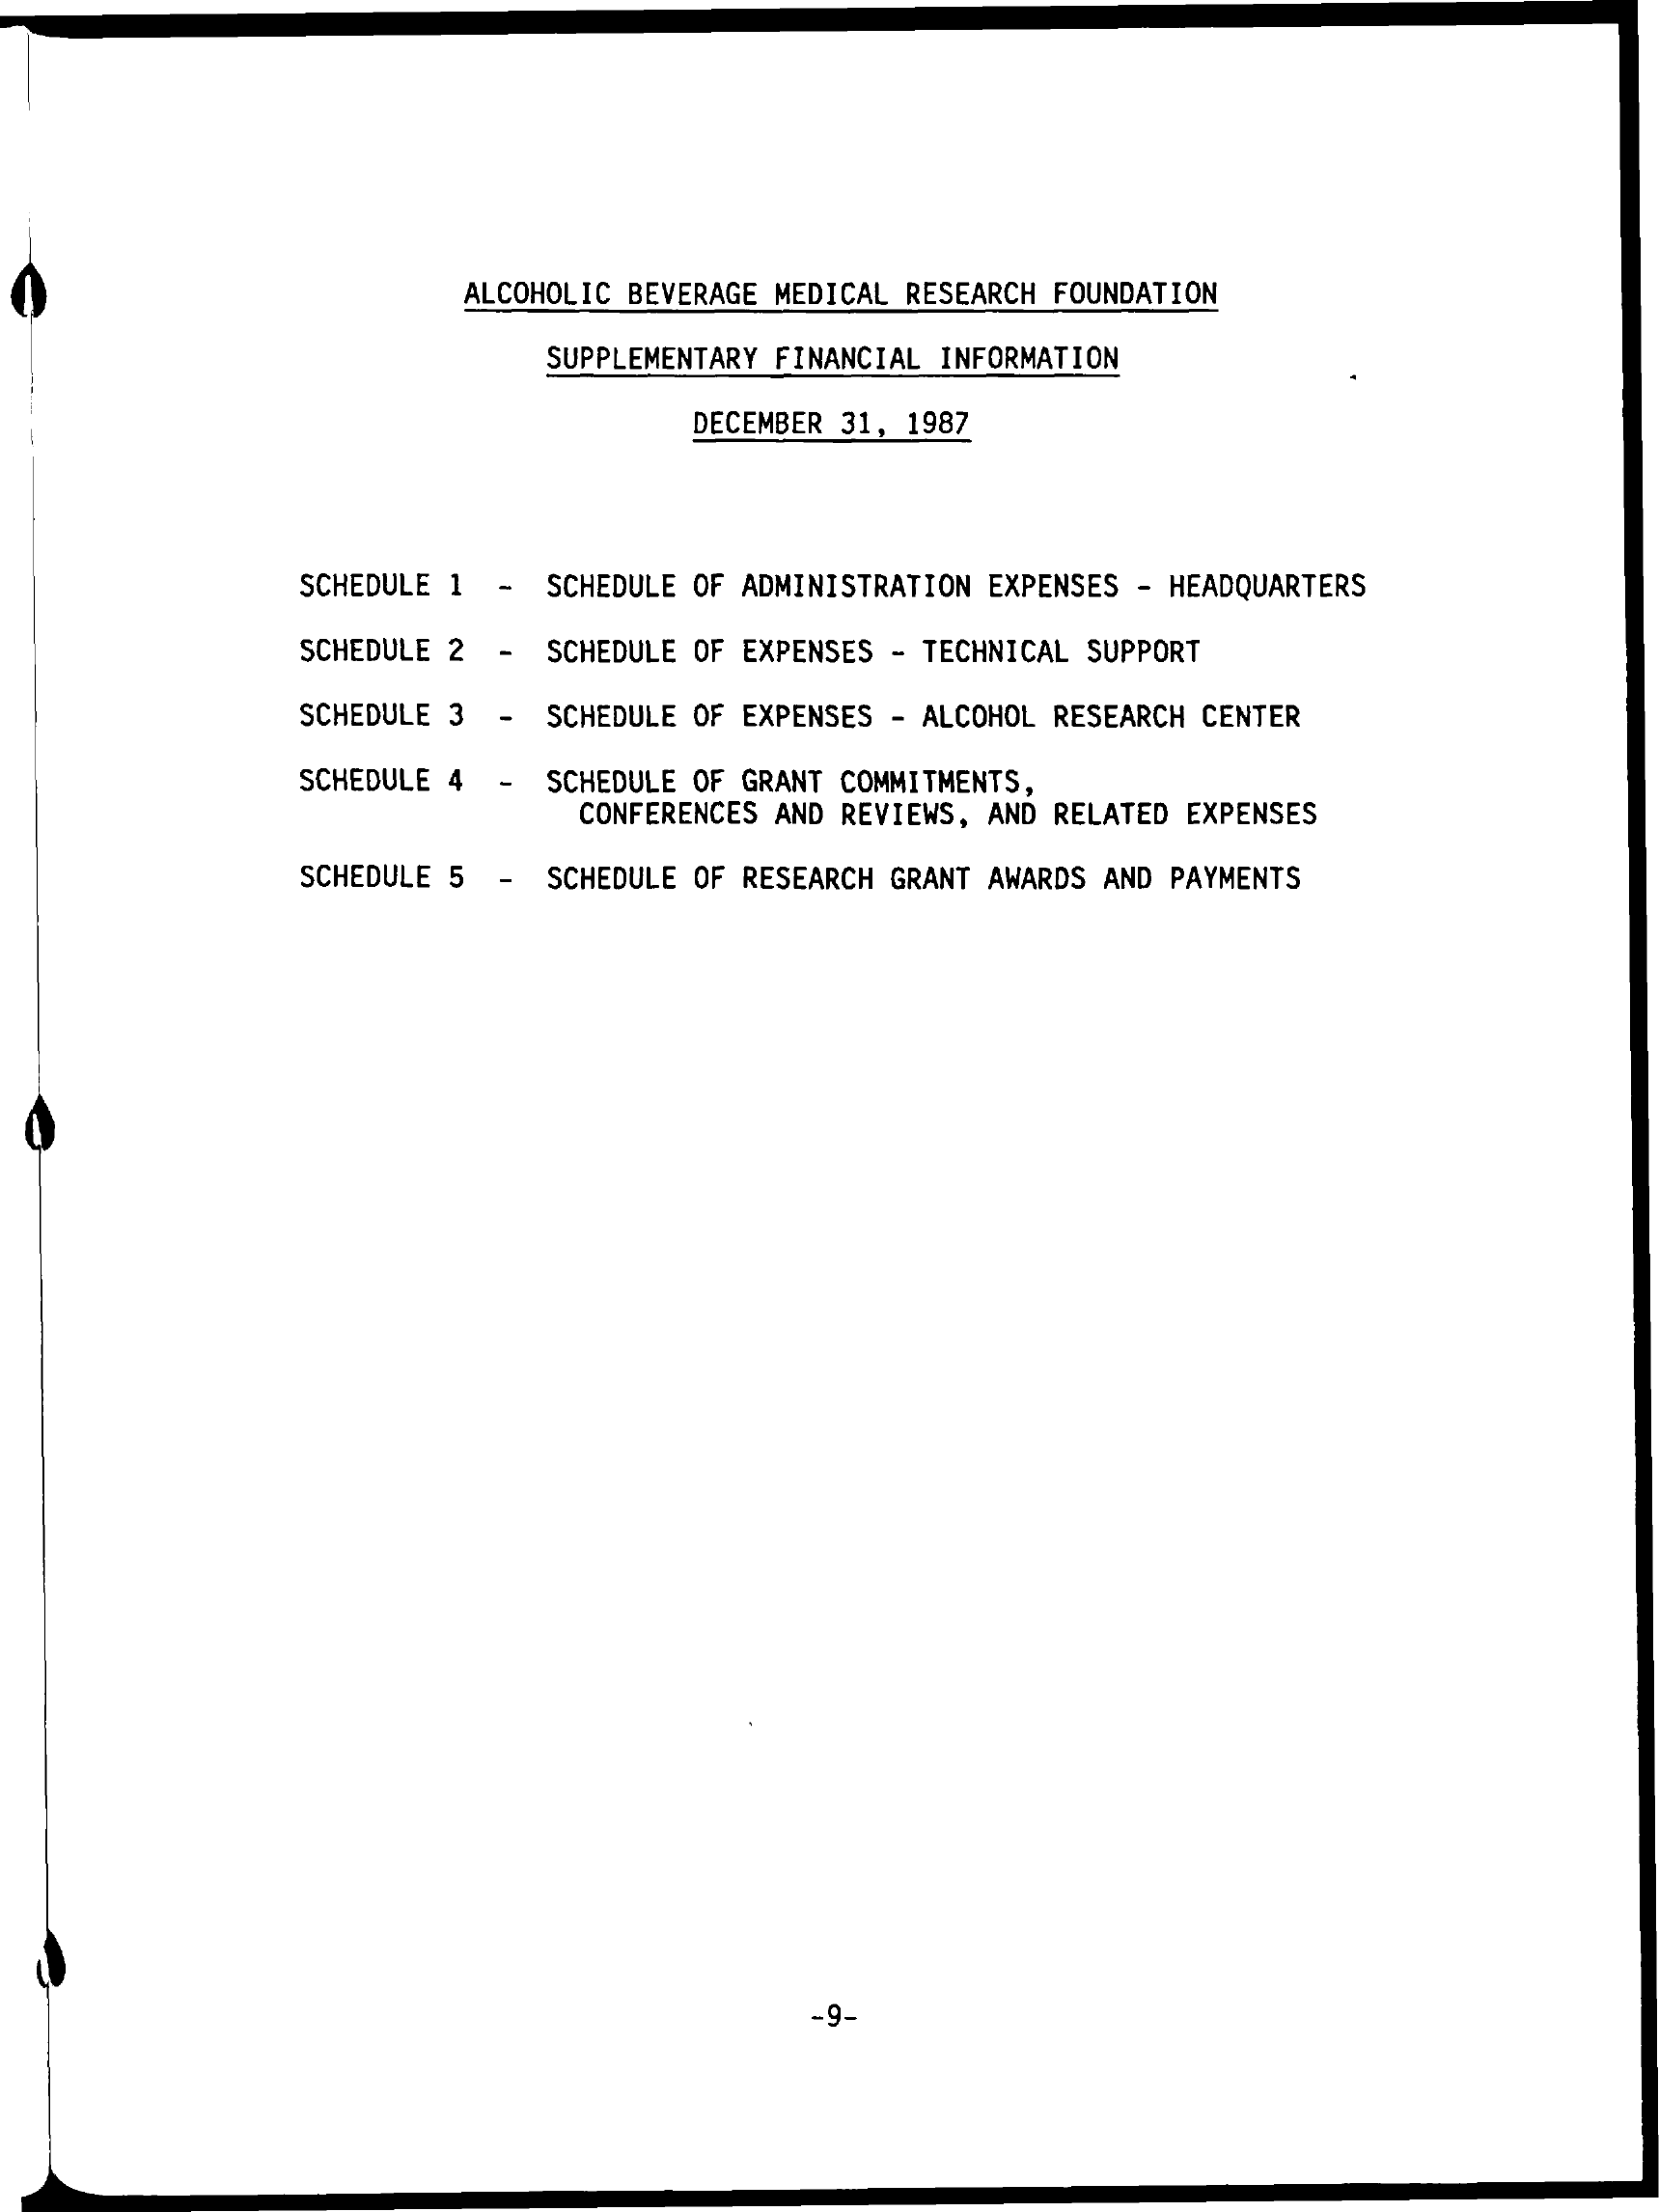 ALCOHOLIC BEVERAGE MEDICAL RESEARCH FOUNDATION
SUPPLEMENTARY FINANCIAL INFORMATION
DECEMBER 31, 1987
SCHEDULE 1 - SCHEDULE OF ADMINISTRATION EXPENSES - HEADQUARTERS
SCHEDULE 2 - SCHEDULE OF EXPENSES - TECHNICAL SUPPORT
SCHEDULE 3 - SCHEDULE OF EXPENSES - ALCOHOL RESEARCH CENTER
SCHEDULE 4 - SCHEDULE OF GRANT COMMITMENTS,
CONFERENCES AND REVIEWS, AND RELATED EXPENSES
SCHEDULE 5 - SCHEDULE OF RESEARCH GRANT AWARDS AND PAYMENTS
-9-